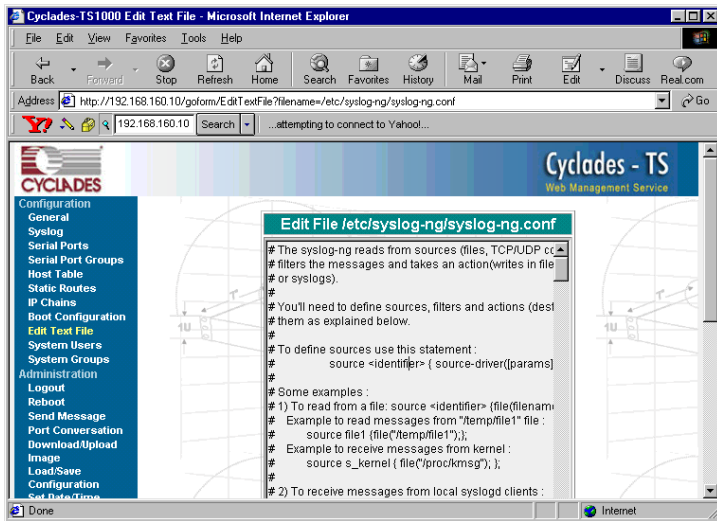 Cyclades-TS1000 Edit Text File - Microsoft Internet Explorer
File Edit View Favorites Tools Help
Back Forward Stop Refresh Home Search Favorites History Mail Print Edit Discuss Real.com
Address http://192.168.160.10/goform/EditTextFile?filename=/etc/syslog-ng/syslog-ng.conf Go
Y? 192.168.160.10 Search ...attempting to connect to Yahoo!...
CYCLADES
Cyclades - TS
Web Management Service
Configuration
General
Syslog
Serial Ports
Serial Port Groups
Host Table
Static Routes
IP Chains
Boot Configuration
Edit Text File
System Users
System Groups
Administration
Logout
Reboot
Send Message
Port Conversation
Download/Upload
Image
Load/Save
Configuration
Set Date/Time
1U
T
1U
Edit File /etc/syslog-ng/syslog-ng.conf
# The syslog-ng reads from sources (files, TCP/UDP co
# filters the messages and takes an action(writes in file
# or syslogs).
#
# You'll need to define sources, filters and actions (dest
# them as explained below.
#
# To define sources use this statement :
# source <identifier> { source-driver([params]
#
# Some examples :
# 1) To read from a file: source <identifier> {file(filename
# Example to read messages from "/temp/file1" file :
# source file1 {file("/temp/file1");};
# Example to receive messages from kernel :
# source s_kernel { file("/proc/kmsg"); };
#
# 2) To receive messages from local syslogd clients :
Done Internet